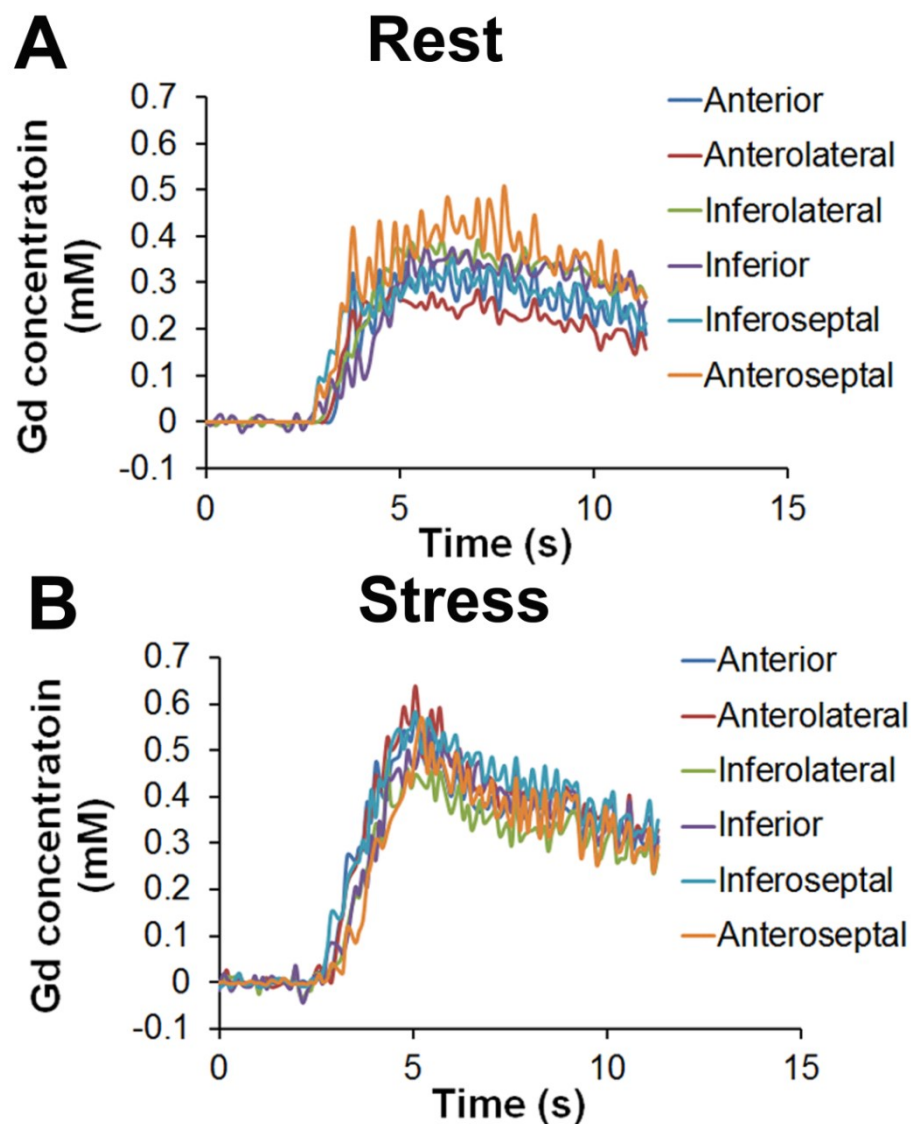 A
Rest
Gd concentratoin
(mM)
0.7
0.6
0.5
0.4
0.3
0.2
0.1
0
-0.1
0
5
10
15
Time (s)
Anterior
Anterolateral
Inferolateral
Inferior
Inferoseptal
Anteroseptal
B
Stress
Gd concentratoin
(mM)
0.7
0.6
0.5
0.4
0.3
0.2
0.1
0
-0.1
0
5
10
15
Time (s)
Anterior
Anterolateral
Inferolateral
Inferior
Inferoseptal
Anteroseptal